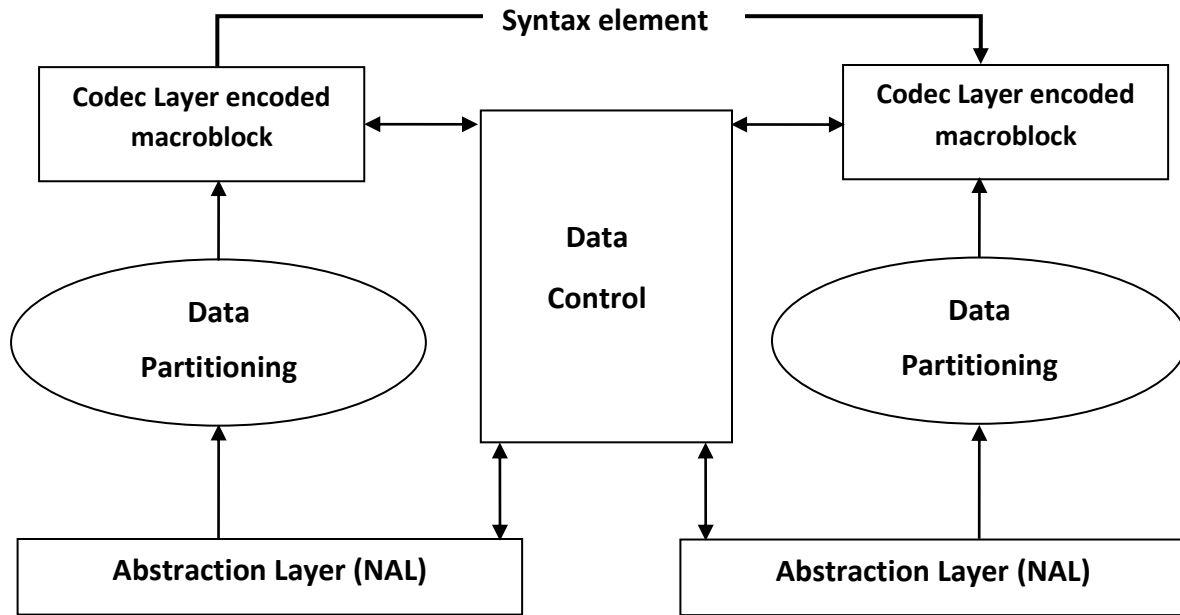 Syntax element
Codec Layer encoded
macroblock
Codec Layer encoded
macroblock
Data
Control
Data
Partitioning
Data
Partitioning
Abstraction Layer (NAL)
Abstraction Layer (NAL)